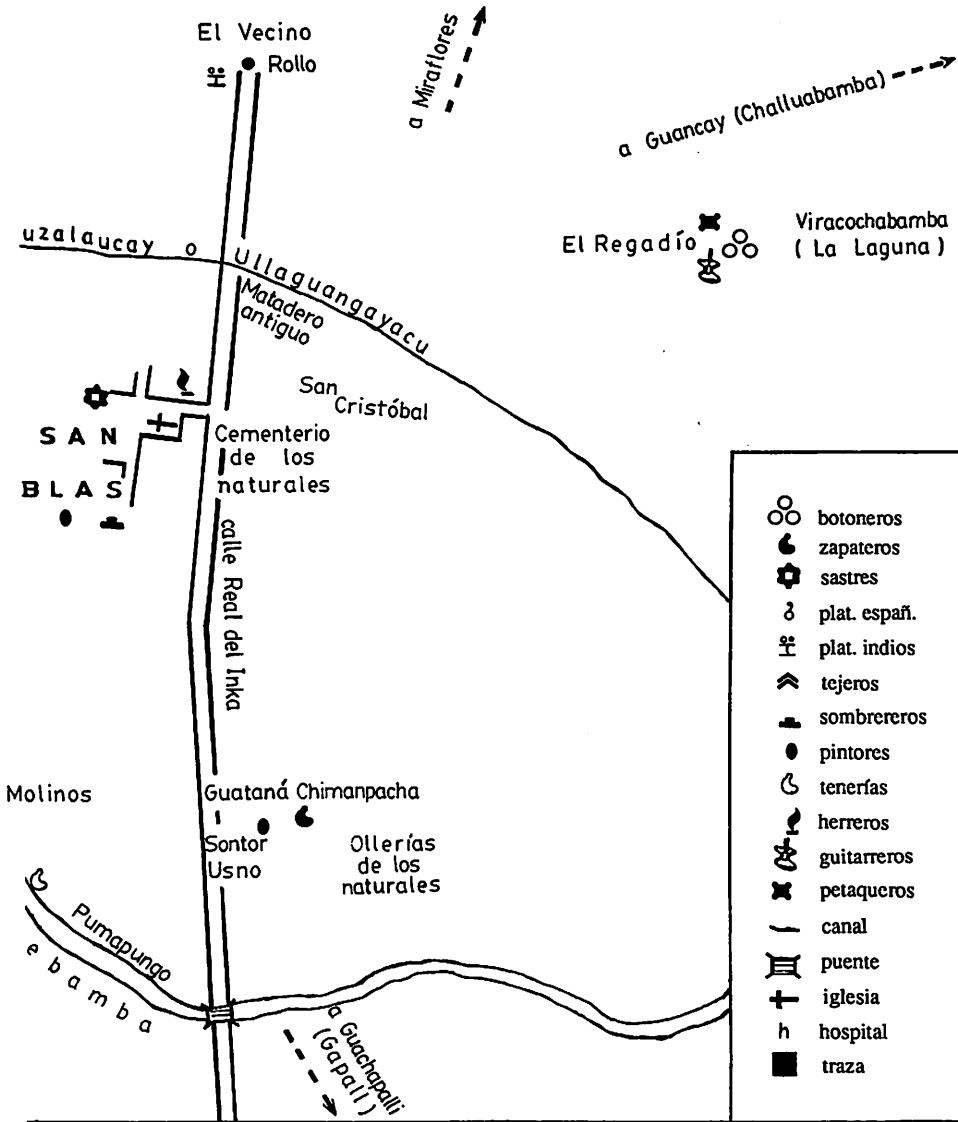 El Vecino
Rollo
a Miraflores
a Guancay (Challuabamba)
uzalaucay o Ullaguangayacu
El Regadío
Viracochabamba
( La Laguna )
Matadero
antiguo
San
Cristóbal
SAN
BLAS
Cementerio
de los
naturales
calle Real del Inka
Molinos
Guataná Chimanpacha
Sontor
Usno
Ollerías
de los
naturales
Pumapungo
ebamba
a Guachapalli
(Gapall)
botoneros
zapateros
sastres
plat. españ.
plat. indios
tejeros
sombrereros
pintores
tenerías
herreros
guitarreros
petaqueros
canal
puente
iglesia
h hospital
traza